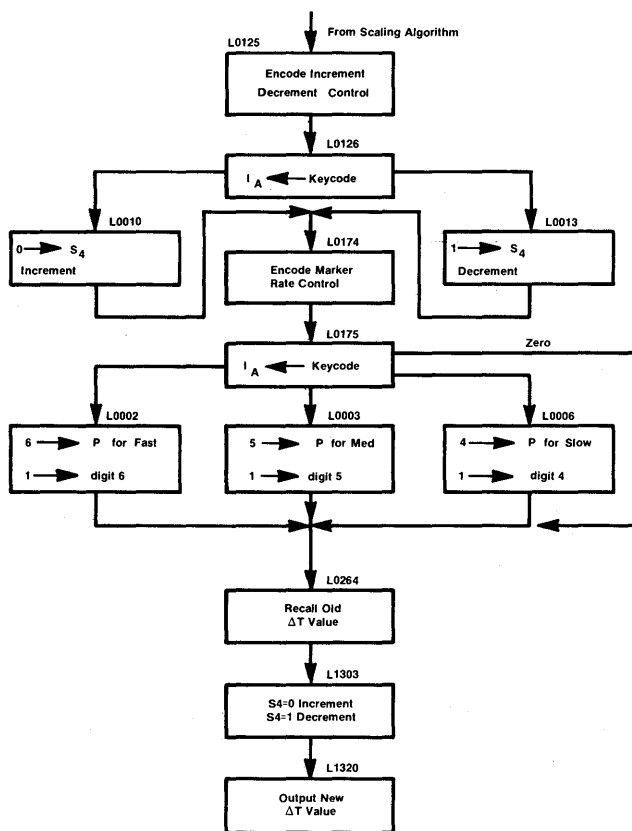 From Scaling Algorithm
L0125
Encode Increment
Decrement Control
L0126
I A ← Keycode
L0010
0 → S 4
Increment
L0013
1 → S 4
Decrement
L0174
Encode Marker
Rate Control
L0175
I A ← Keycode
Zero
L0002
6 → P for Fast
1 → digit 6
L0003
5 → P for Med
1 → digit 5
L0006
4 → P for Slow
1 → digit 4
L0264
Recall Old
ΔT Value
L1303
S4=0 Increment
S4=1 Decrement
L1320
Output New
ΔT Value